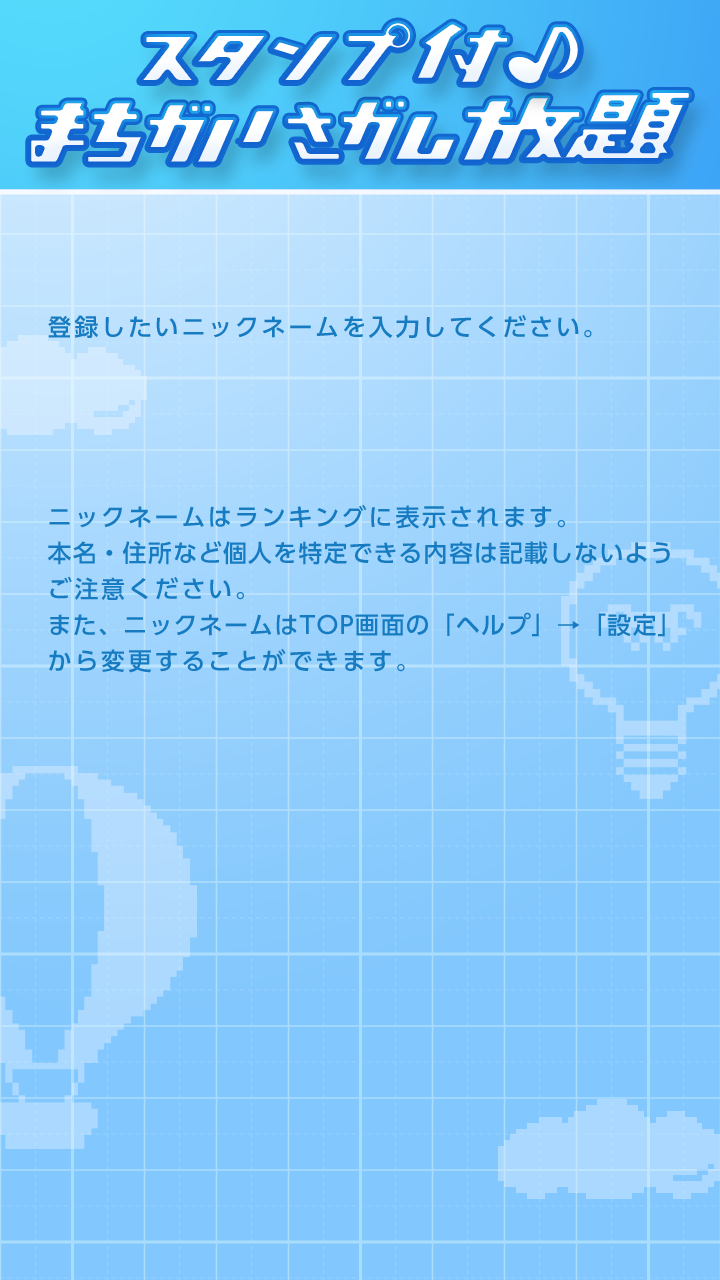 スタンプ付♪
まちがいさがし放題
登録したいニックネームを入力してください。
ニックネームはランキングに表示されます。
本名・住所など個人を特定できる内容は記載しないよう
ご注意ください。
また、ニックネームはTOP画面の「ヘルプ」→「設定」
から変更することができます。